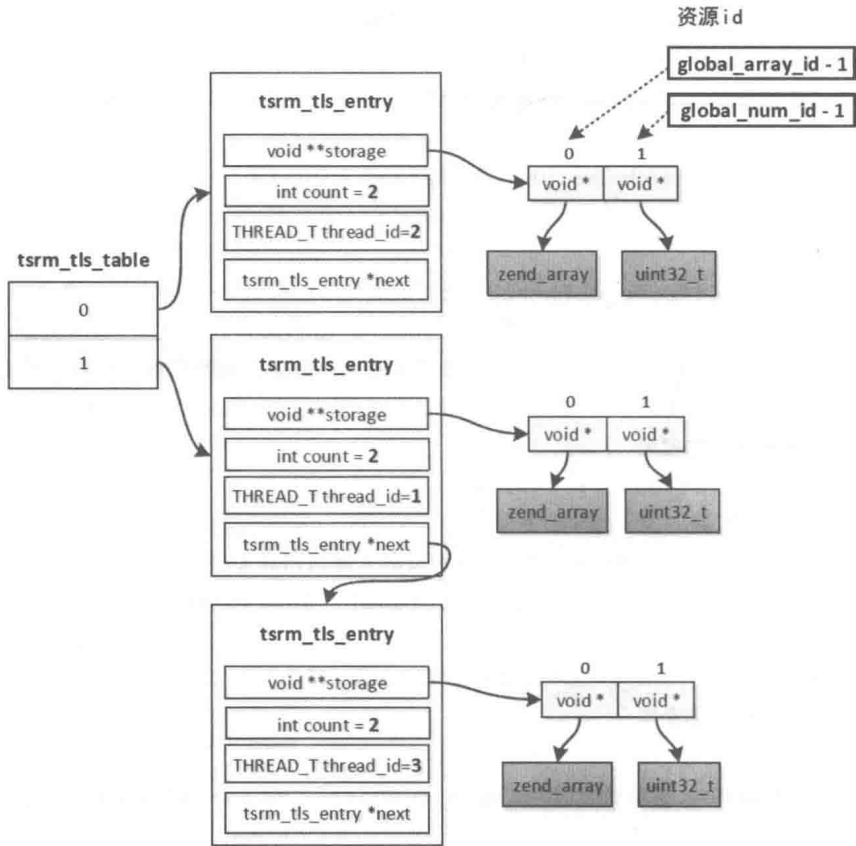 资源id
global_array_id - 1
global_num_id - 1
tsrm_tls_entry
void **storage
int count = 2
THREAD_T thread_id=2
tsrm_tls_entry *next
0 1
void * void *
zend_array uint32_t
tsrm_tls_table
0
1
tsrm_tls_entry
void **storage
int count = 2
THREAD_T thread_id=1
tsrm_tls_entry *next
0 1
void * void *
zend_array uint32_t
tsrm_tls_entry
void **storage
int count = 2
THREAD_T thread_id=3
tsrm_tls_entry *next
0 1
void * void *
zend_array uint32_t